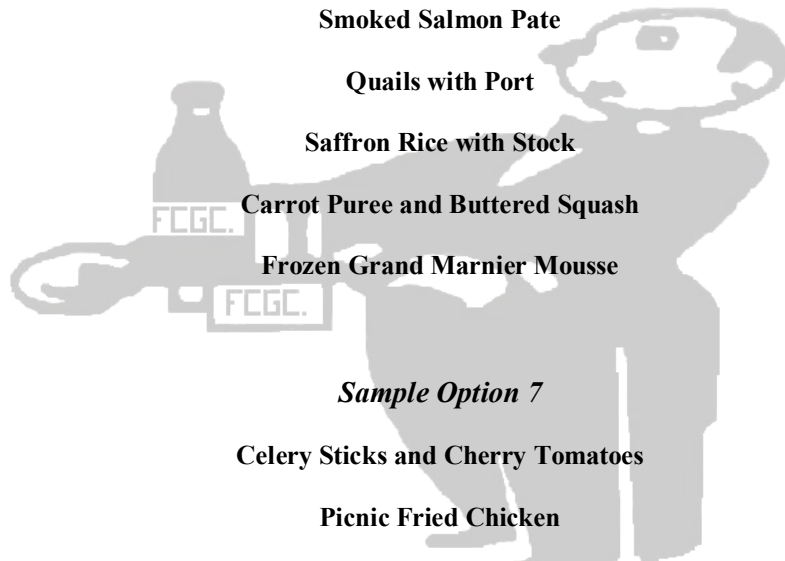 Smoked Salmon Pate
Quails with Port
Saffron Rice with Stock
FCGC. Carrot Puree and Buttered Squash
Frozen Grand Marnier Mousse
FCGC.
Sample Option 7
Celery Sticks and Cherry Tomatoes
Picnic Fried Chicken